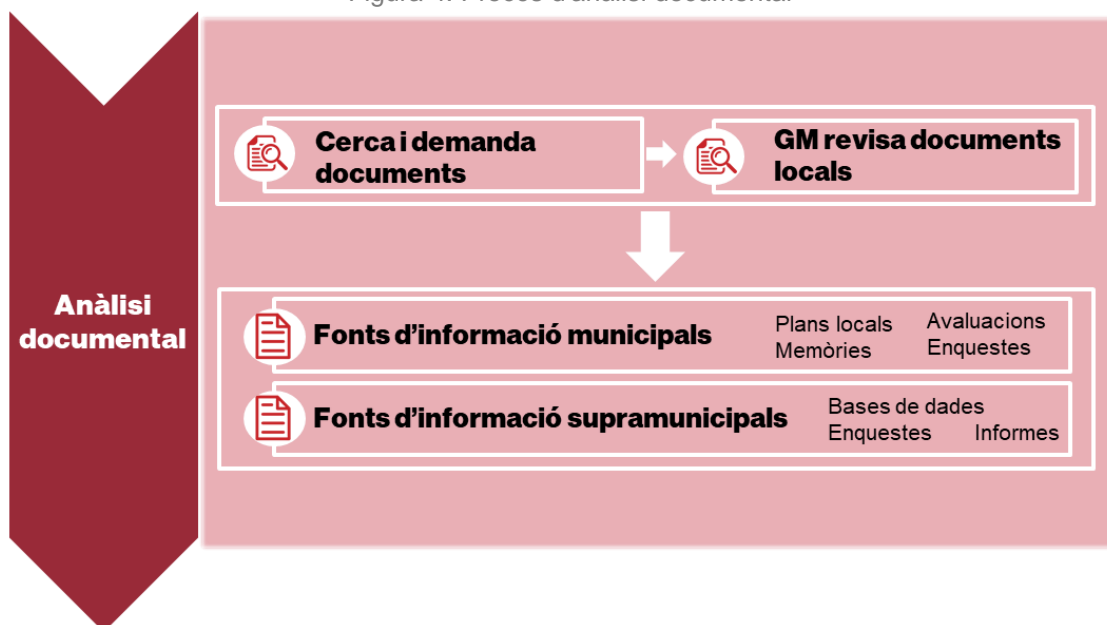 Cerca i demanda
documents
GM revisa documents
locals
Anàlisi
documental
Fonts d'informació municipals
Plans locals
Memòries
Avaluacions
Enquestes
Fonts d'informació supramunicipals
Bases de dades
Enquestes
Informes